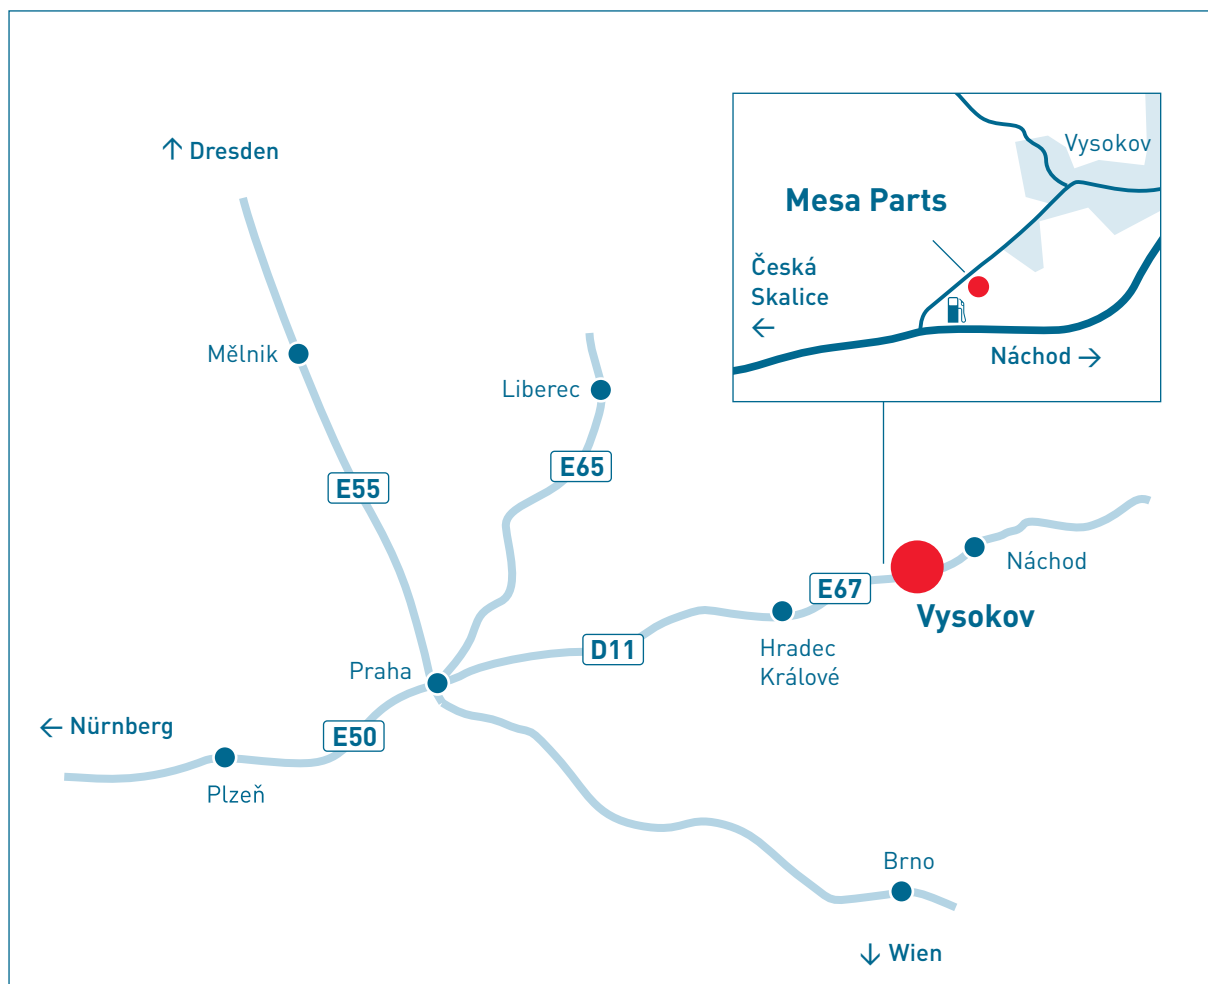 ↑ Dresden
Vysokov
Mesa Parts
Česká
Skalice
←
Náchod →
Mělnik
Liberec
E65
E55
Náchod
E67
Vysokov
D11
Hradec
Králové
Praha
← Nürnberg
E50
Plzeň
Brno
↓ Wien